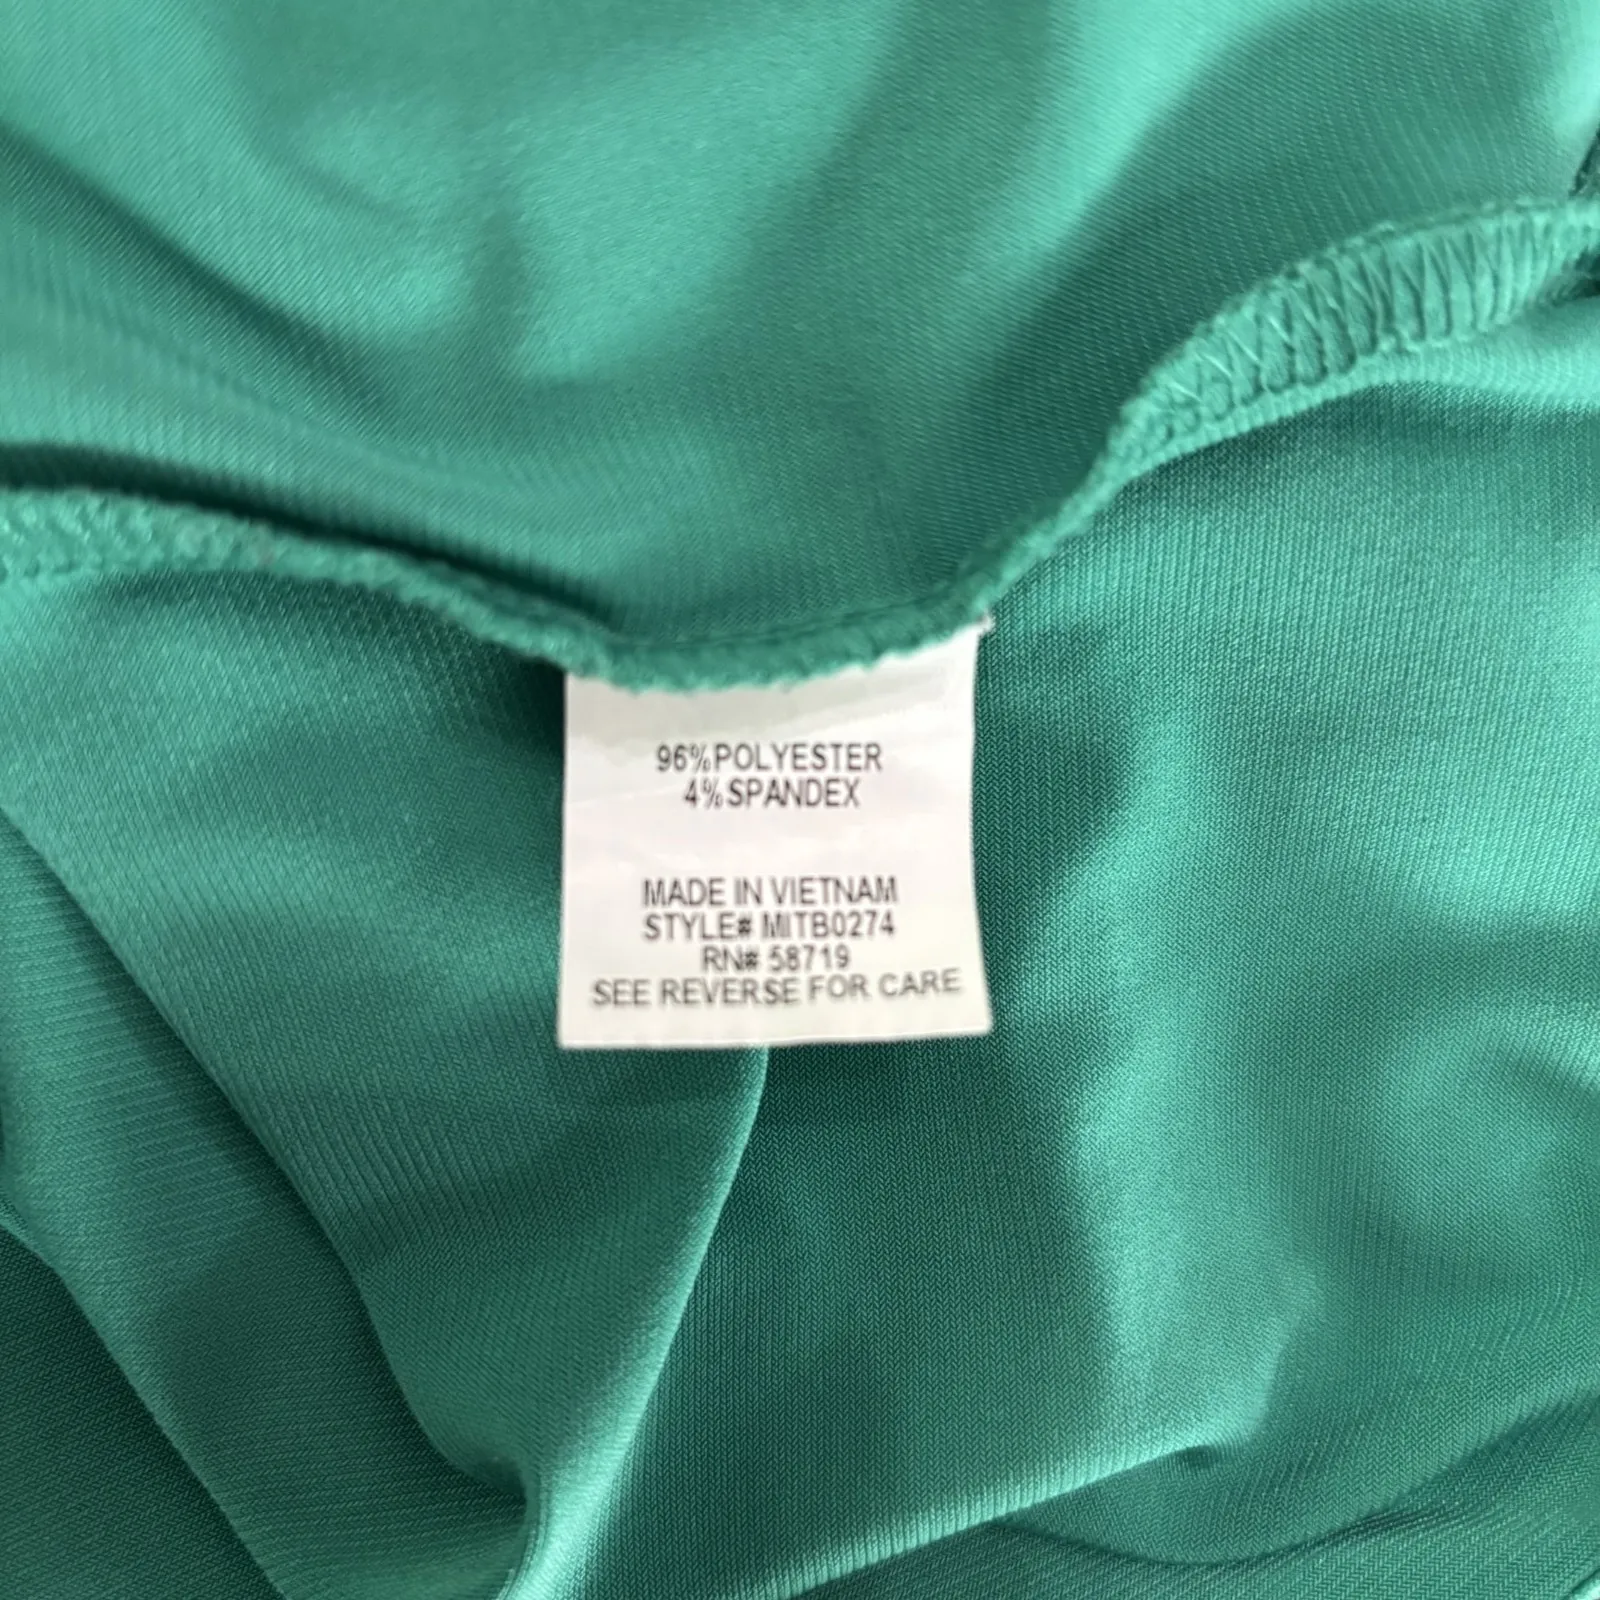 96%POLYESTER
4%SPANDEX
MADE IN VIETNAM
STYLE# MITB0274
RN# 58719
SEE REVERSE FOR CARE